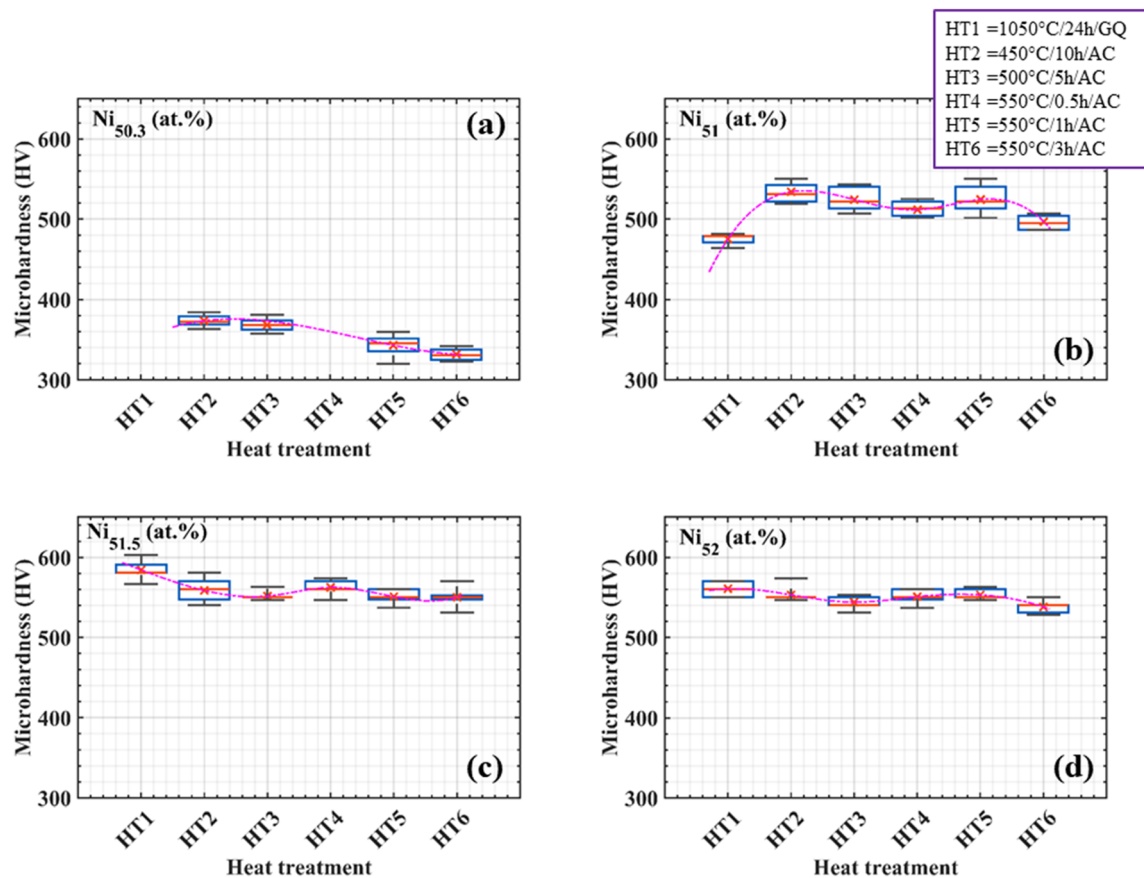 HT1 =1050°C/24h/GQ
HT2 =450°C/10h/AC
HT3 =500°C/5h/AC
HT4 =550°C/0.5h/AC
HT5 =550°C/1h/AC
HT6 =550°C/3h/AC
Ni50.3 (at.%)
(a)
Microhardness (HV)
600
500
400
300
HT1 HT2 HT3 HT4 HT5 HT6
Heat treatment
Ni51 (at.%)
(b)
Microhardness (HV)
600
500
400
300
HT1 HT2 HT3 HT4 HT5 HT6
Heat treatment
Ni51.5 (at.%)
(c)
Microhardness (HV)
600
500
400
300
HT1 HT2 HT3 HT4 HT5 HT6
Heat treatment
Ni52 (at.%)
(d)
Microhardness (HV)
600
500
400
300
HT1 HT2 HT3 HT4 HT5 HT6
Heat treatment